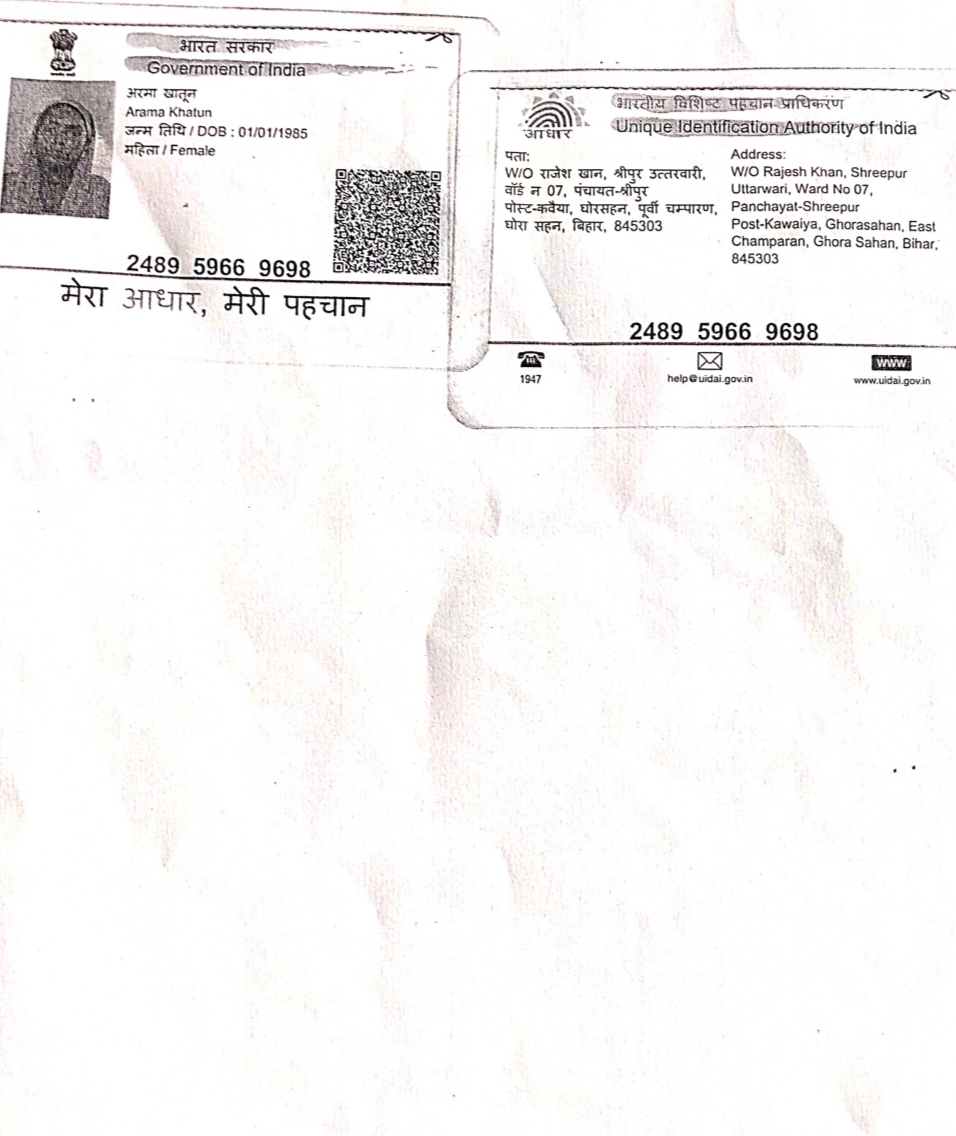 भारत सरकार
Government of India
अरमा खातून
Arama Khatun
जन्म तिथि / DOB : 01/01/1985
महिला / Female
2489 5966 9698
मेरा आधार, मेरी पहचान
आधार
भारतीय विशिष्ट पहचान प्राधिकरण
Unique Identification Authority of India
पता:
W/O राजेश खान, श्रीपुर उत्तरवारी,
वॉर्ड न 07, पंचायत-श्रीपुर
पोस्ट-कवैया, घोरसहन, पूर्वी चम्पारण,
घोरा सहन, बिहार, 845303
Address:
W/O Rajesh Khan, Shreepur
Uttarwari, Ward No 07,
Panchayat-Shreepur
Post-Kawaiya, Ghorasahan, East
Champaran, Ghora Sahan, Bihar,
845303
2489 5966 9698
1947
help@uidai.gov.in
www
www.uidai.gov.in